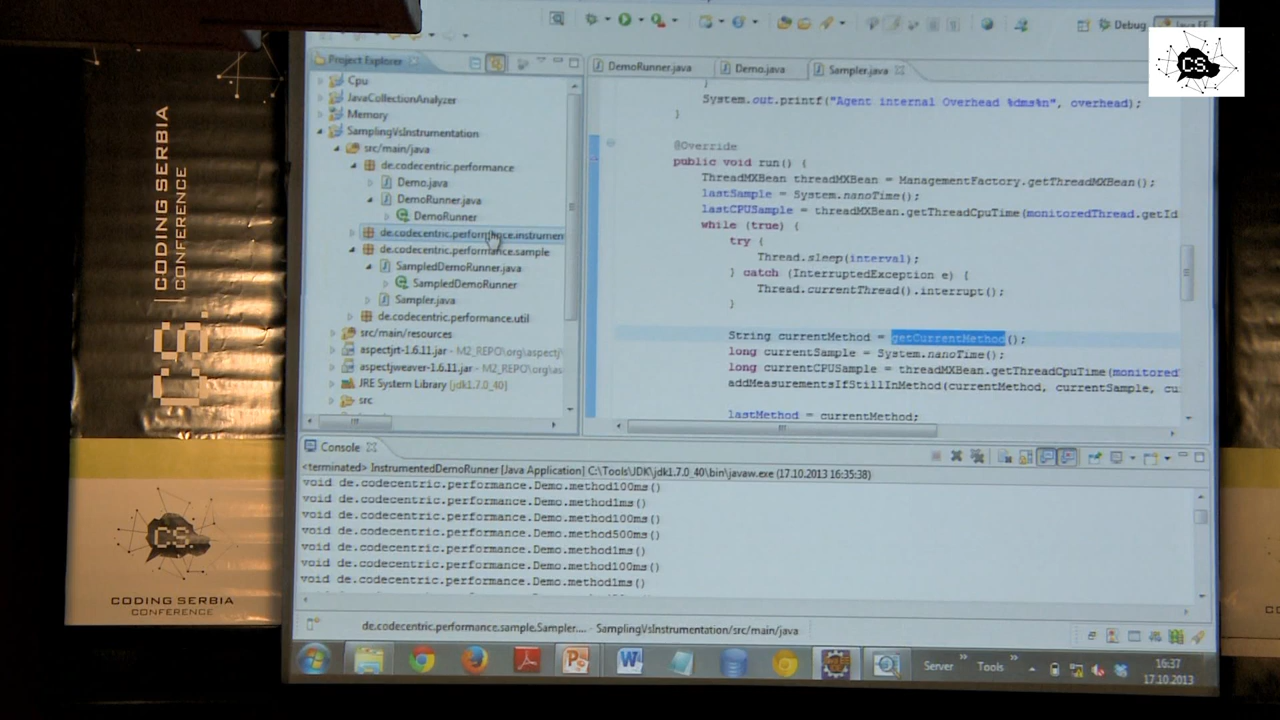 CODING SERBIA
CONFERENCE
CS.
CODING SERBIA
CONFERENCE
CS.
Debug
Java EE
Project Explorer
Cpu
JavaCollectionAnalyzer
Memory
SamplingVsInstrumentation
src/main/java
de.codecentric.performance
Demo.java
DemoRunner.java
DemoRunner
de.codecentric.performance.instrumen
de.codecentric.performance.sample
SampledDemoRunner.java
SampledDemoRunner
Sampler.java
de.codecentric.performance.util
src/main/resources
aspectjrt-1.6.11.jar - M2_REPO\org\aspectj\
aspectjweaver-1.6.11.jar - M2_REPO\org\as
JRE System Library [jdk1.7.0_40]
src
DemoRunner.java
Demo.java
Sampler.java
}
System.out.printf("Agent internal Overhead %dms%n", overhead);
}
@Override
public void run() {
ThreadMXBean threadMXBean = ManagementFactory.getThreadMXBean();
lastSample = System.nanoTime();
lastCPUSample = threadMXBean.getThreadCpuTime(monitoredThread.getId
while (true) {
try {
Thread.sleep(interval);
} catch (InterruptedException e) {
Thread.currentThread().interrupt();
}
String currentMethod = getCurrentMethod();
long currentSample = System.nanoTime();
long currentCPUSample = threadMXBean.getThreadCpuTime(monitored
addMeasurementsIfStillInMethod(currentMethod, currentSample, cu
lastMethod = currentMethod;
Console
<terminated> InstrumentedDemoRunner [Java Application] C:\Tools\JDK\jdk1.7.0_40\bin\javaw.exe (17.10.2013 16:35:38)
void de.codecentric.performance.Demo.method100ms()
void de.codecentric.performance.Demo.method1ms()
void de.codecentric.performance.Demo.method100ms()
void de.codecentric.performance.Demo.method500ms()
void de.codecentric.performance.Demo.method1ms()
void de.codecentric.performance.Demo.method100ms()
void de.codecentric.performance.Demo.method1ms()
de.codecentric.performance.sample.Sampler.... - SamplingVsInstrumentation/src/main/java
Server
Tools
16:37
17.10.2013
CS.